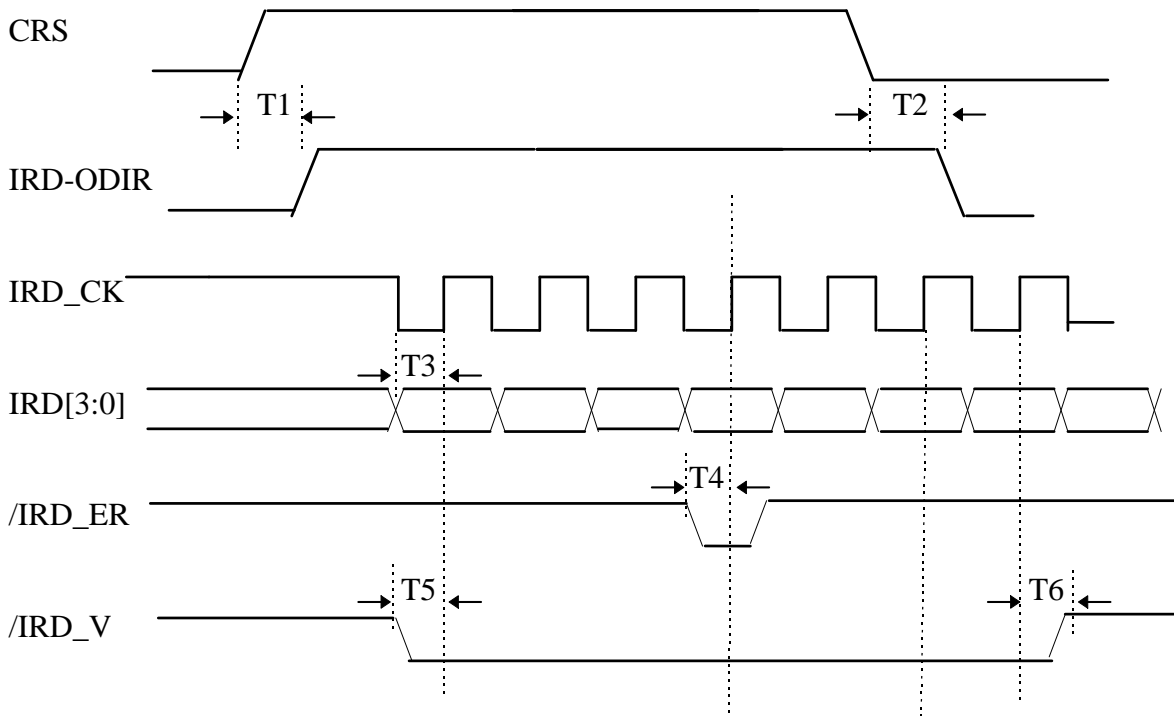 CRS
T1
T2
IRD-ODIR
IRD_CK
T3
IRD[3:0]
T4
/IRD_ER
T5
T6
/IRD_V